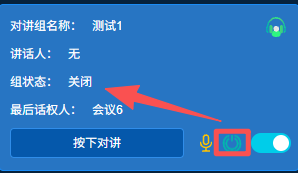 对讲组名称： 测试1
讲话人： 无
组状态： 关闭
最后话权人： 会议6
按下对讲